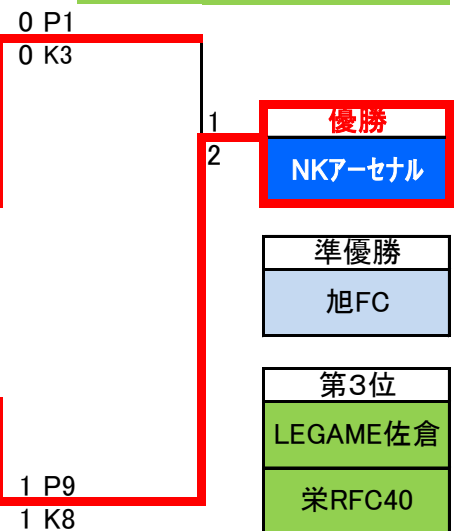 0 P1
0 K3
1
2
優勝
NKアーセナル
準優勝
旭FC
第3位
LEGAME佐倉
栄RFC40
1 P9
1 K8